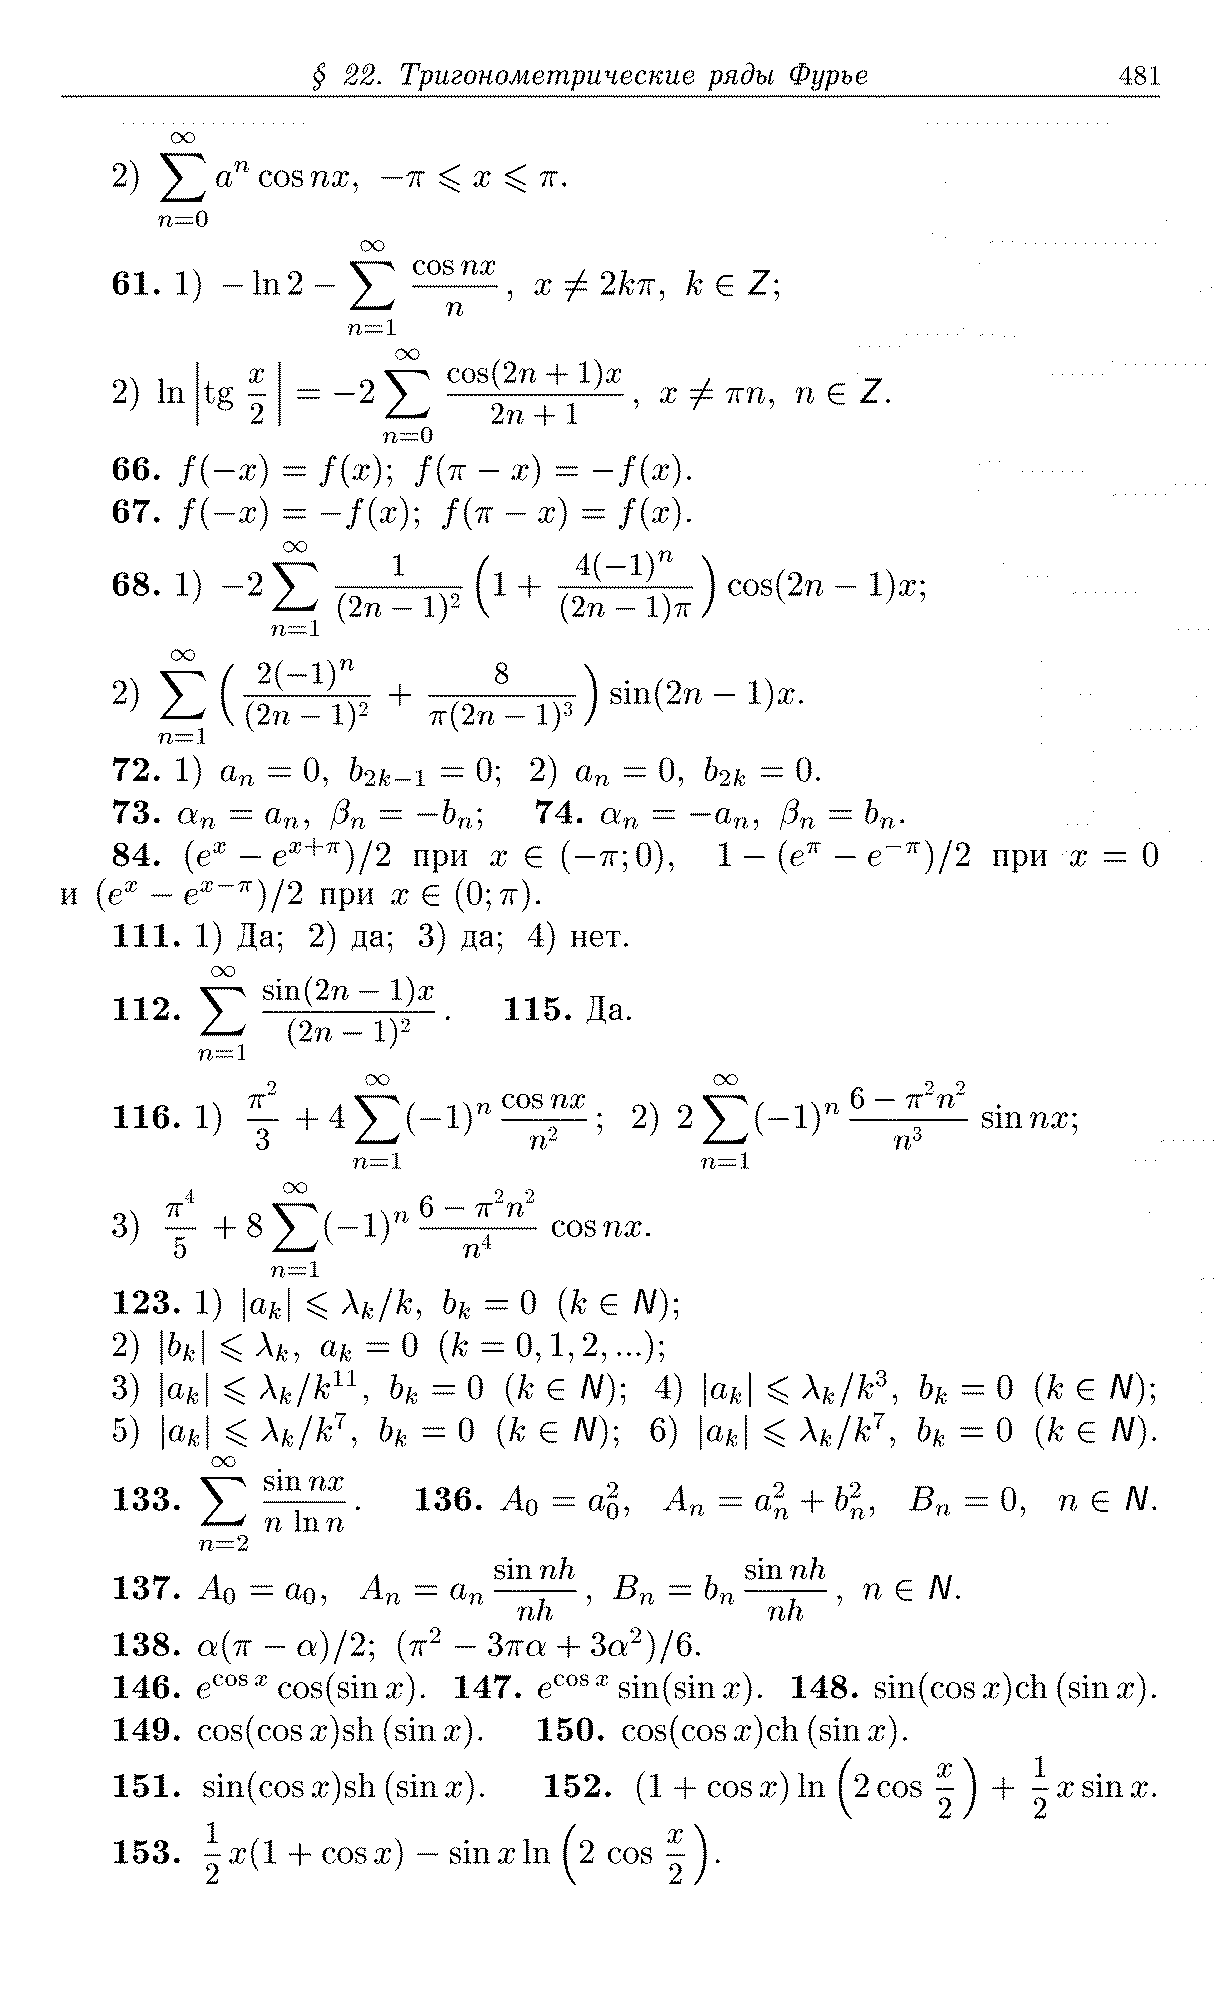 § 22. Тригонометрические ряды Фурье 481
2) $\sum_{n=0}^{\infty} a^n \cos nx$, $-\pi \leqslant x \leqslant \pi$.
61. 1) $-\ln 2 - \sum_{n=1}^{\infty} \frac{\cos nx}{n}$, $x \neq 2k\pi$, $k \in Z$;
2) $\ln \left| \operatorname{tg} \frac{x}{2} \right| = -2 \sum_{n=0}^{\infty} \frac{\cos(2n+1)x}{2n+1}$, $x \neq \pi n$, $n \in Z$.
66. $f(-x) = f(x)$; $f(\pi - x) = -f(x)$.
67. $f(-x) = -f(x)$; $f(\pi - x) = f(x)$.
68. 1) $-2 \sum_{n=1}^{\infty} \frac{1}{(2n-1)^2} \left( 1 + \frac{4(-1)^n}{(2n-1)\pi} \right) \cos(2n-1)x$;
2) $\sum_{n=1}^{\infty} \left( \frac{2(-1)^n}{(2n-1)^2} + \frac{8}{\pi(2n-1)^3} \right) \sin(2n-1)x$.
72. 1) $a_n = 0$, $b_{2k-1} = 0$; 2) $a_n = 0$, $b_{2k} = 0$.
73. $\alpha_n = a_n$, $\beta_n = -b_n$; 74. $\alpha_n = -a_n$, $\beta_n = b_n$.
84. $(e^x - e^{x+\pi})/2$ при $x \in (-\pi; 0)$, $1 - (e^{\pi} - e^{-\pi})/2$ при $x = 0$
и $(e^x - e^{x-\pi})/2$ при $x \in (0; \pi)$.
111. 1) Да; 2) да; 3) да; 4) нет.
112. $\sum_{n=1}^{\infty} \frac{\sin(2n-1)x}{(2n-1)^2}$. 115. Да.
116. 1) $\frac{\pi^2}{3} + 4 \sum_{n=1}^{\infty} (-1)^n \frac{\cos nx}{n^2}$; 2) $2 \sum_{n=1}^{\infty} (-1)^n \frac{6 - \pi^2 n^2}{n^3} \sin nx$;
3) $\frac{\pi^4}{5} + 8 \sum_{n=1}^{\infty} (-1)^n \frac{6 - \pi^2 n^2}{n^4} \cos nx$.
123. 1) $|a_k| \leqslant \lambda_k/k$, $b_k = 0$ $(k \in N)$;
2) $|b_k| \leqslant \lambda_k$, $a_k = 0$ $(k = 0, 1, 2, ...)$;
3) $|a_k| \leqslant \lambda_k/k^{11}$, $b_k = 0$ $(k \in N)$; 4) $|a_k| \leqslant \lambda_k/k^3$, $b_k = 0$ $(k \in N)$;
5) $|a_k| \leqslant \lambda_k/k^7$, $b_k = 0$ $(k \in N)$; 6) $|a_k| \leqslant \lambda_k/k^7$, $b_k = 0$ $(k \in N)$.
133. $\sum_{n=2}^{\infty} \frac{\sin nx}{n \ln n}$. 136. $A_0 = a_0^2$, $A_n = a_n^2 + b_n^2$, $B_n = 0$, $n \in N$.
137. $A_0 = a_0$, $A_n = a_n \frac{\sin nh}{nh}$, $B_n = b_n \frac{\sin nh}{nh}$, $n \in N$.
138. $\alpha(\pi - \alpha)/2$; $(\pi^2 - 3\pi\alpha + 3\alpha^2)/6$.
146. $e^{\cos x} \cos(\sin x)$. 147. $e^{\cos x} \sin(\sin x)$. 148. $\sin(\cos x)\operatorname{ch}(\sin x)$.
149. $\cos(\cos x)\operatorname{sh}(\sin x)$. 150. $\cos(\cos x)\operatorname{ch}(\sin x)$.
151. $\sin(\cos x)\operatorname{sh}(\sin x)$. 152. $(1 + \cos x) \ln \left( 2 \cos \frac{x}{2} \right) + \frac{1}{2} x \sin x$.
153. $\frac{1}{2} x(1 + \cos x) - \sin x \ln \left( 2 \cos \frac{x}{2} \right)$.